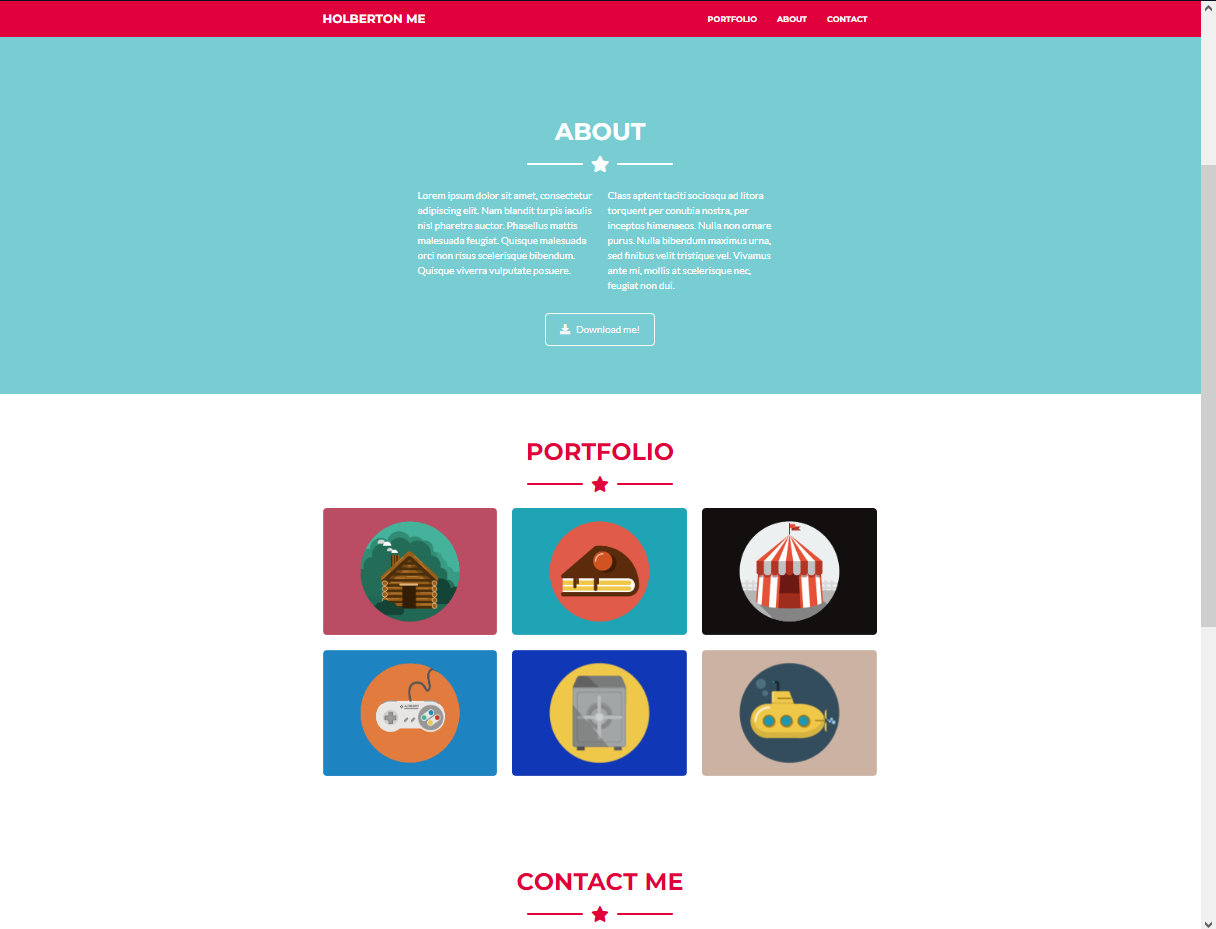 HOLBERTON ME
PORTFOLIO ABOUT CONTACT
ABOUT
Lorem ipsum dolor sit amet, consectetur
adipiscing elit. Nam blandit turpis iaculis
nisl pharetra auctor. Phasellus mattis
malesuada feugiat. Quisque malesuada
orci non risus scelerisque bibendum.
Quisque viverra vulputate posuere.
Class aptent taciti sociosqu ad litora
torquent per conubia nostra, per
inceptos himenaeos. Nulla non ornare
purus. Nulla bibendum maximus urna,
sed finibus velit tristique vel. Vivamus
ante mi, mollis at scelerisque nec,
feugiat non dui.
Download me!
PORTFOLIO
CONTACT ME